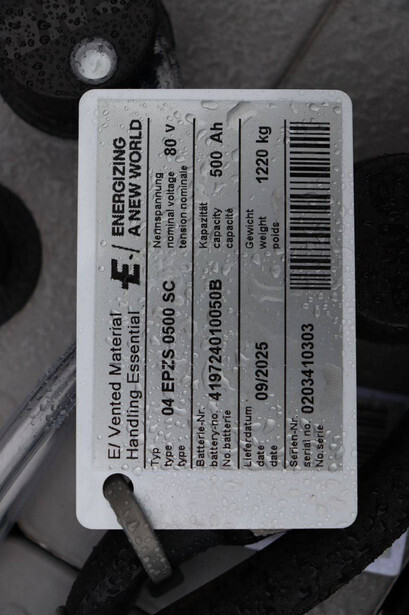 E/ Vented Material
Handling Essential
E-/ ENERGIZING
A NEW WORLD
Typ
type 04 EPZS 0500 SC
type
Nennspannung
nominal voltage 80 V
tension nominale
Batterie-Nr.
battery-no. 419724010050B
No.batterie
Kapazität
capacity 500 Ah
capacité
Lieferdatum
date 09/2025
date
Gewicht
weight 1220 kg
poids
Serien-Nr.
serial no. 0203410303
No.serie